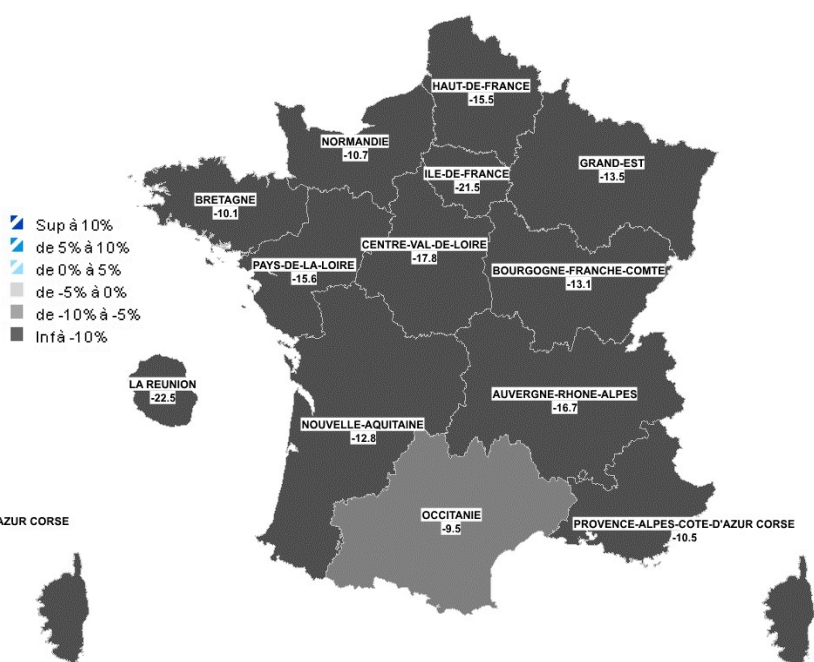 HAUT-DE-FRANCE
-15.5
NORMANDIE
-10.7
ILE-DE-FRANCE
-21.5
GRAND-EST
-13.5
BRETAGNE
-10.1
Sup à 10%
de 5% à 10%
de 0% à 5%
de -5% à 0%
de -10% à -5%
Inf à -10%
CENTRE-VAL-DE-LOIRE
-17.8
PAYS-DE-LA-LOIRE
-15.6
BOURGOGNE-FRANCHE-COMTE
-13.1
LA REUNION
-22.5
AUVERGNE-RHONE-ALPES
-16.7
NOUVELLE-AQUITAINE
-12.8
OCCITANIE
-9.5
AZUR CORSE
PROVENCE-ALPES-COTE-D'AZUR CORSE
-10.5